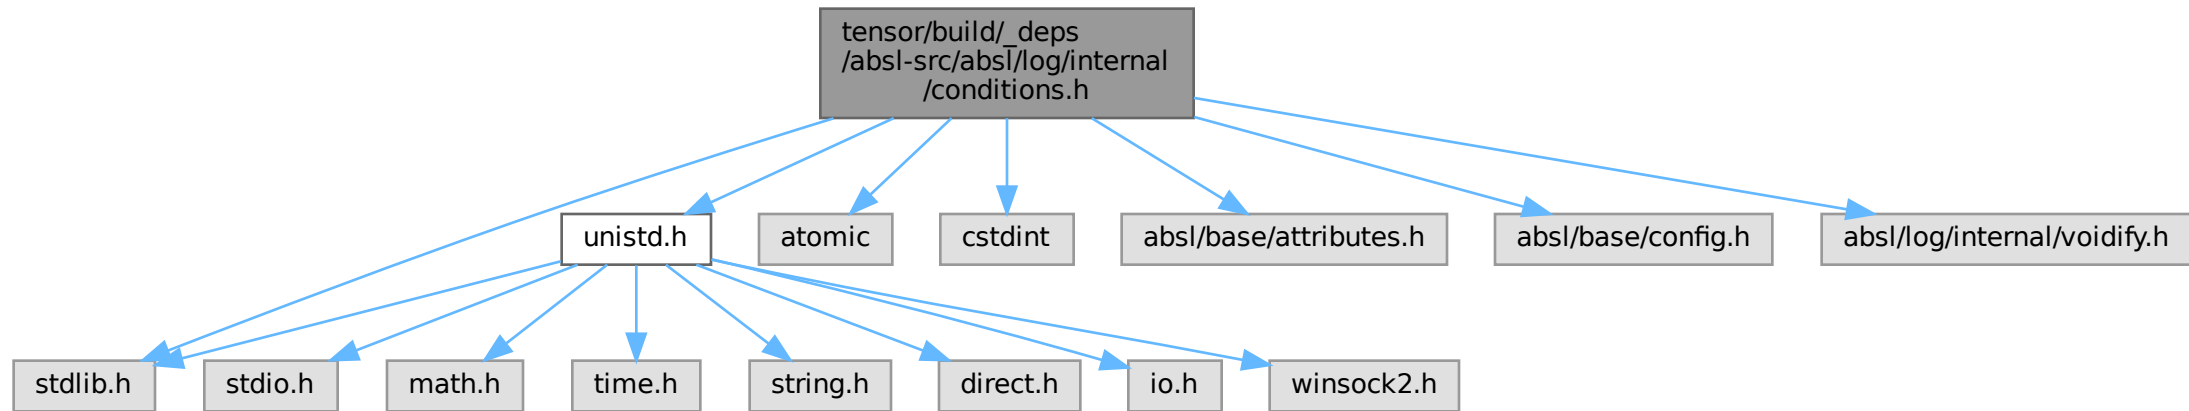 tensor/build/_deps
/absl-src/absl/log/internal
/conditions.h
unistd.h
atomic
cstdint
absl/base/attributes.h
absl/base/config.h
absl/log/internal/voidify.h
stdlib.h
stdio.h
math.h
time.h
string.h
direct.h
io.h
winsock2.h